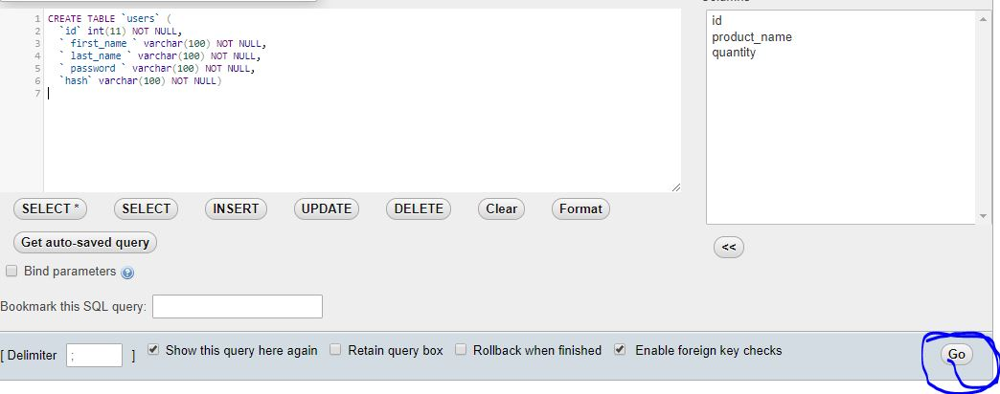 Columns
1 CREATE TABLE `users` (
2 `id` int(11) NOT NULL,
3 ` first_name ` varchar(100) NOT NULL,
4 ` last_name ` varchar(100) NOT NULL,
5 ` password ` varchar(100) NOT NULL,
6 `hash` varchar(100) NOT NULL)
7
id
product_name
quantity
SELECT * SELECT INSERT UPDATE DELETE Clear Format
Get auto-saved query
<<
Bind parameters
Bookmark this SQL query:
[ Delimiter ; ] Show this query here again Retain query box Rollback when finished Enable foreign key checks Go